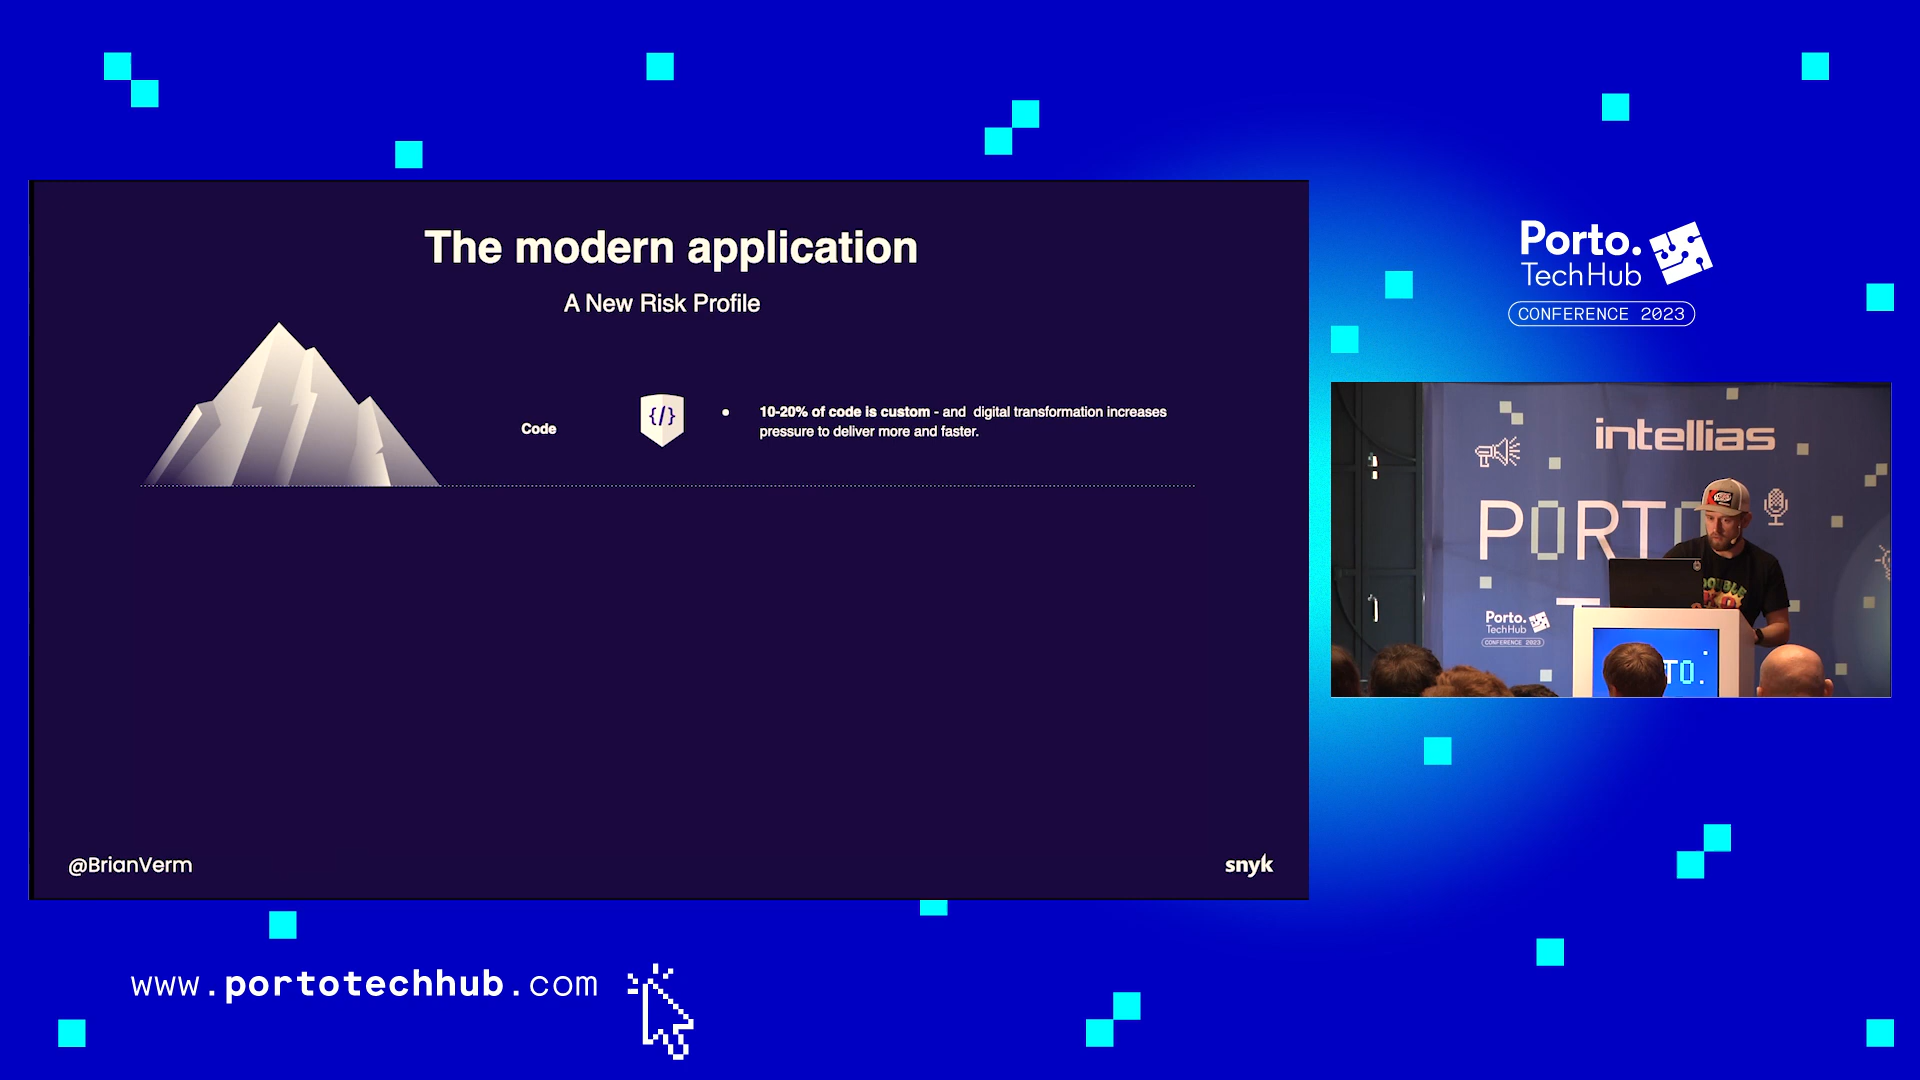 The modern application
A New Risk Profile
Code
{/}
• 10-20% of code is custom - and digital transformation increases
pressure to deliver more and faster.
@BrianVerm
snyk
Porto.
TechHub
CONFERENCE 2023
intellias
PORTO
T
Porto.
TechHub
CONFERENCE 2023
DOUBLE
TO.
www.portotechhub.com